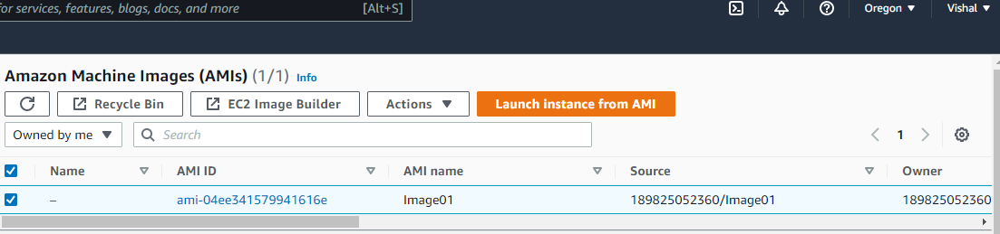 for services, features, blogs, docs, and more [Alt+S] Oregon ▼ Vishal ▼
Amazon Machine Images (AMIs) (1/1) Info
Recycle Bin EC2 Image Builder Actions ▼ Launch instance from AMI
Owned by me ▼ Search 1
Name AMI ID AMI name Source Owner
– ami-04ee341579941616e Image01 189825052360/Image01 189825052360